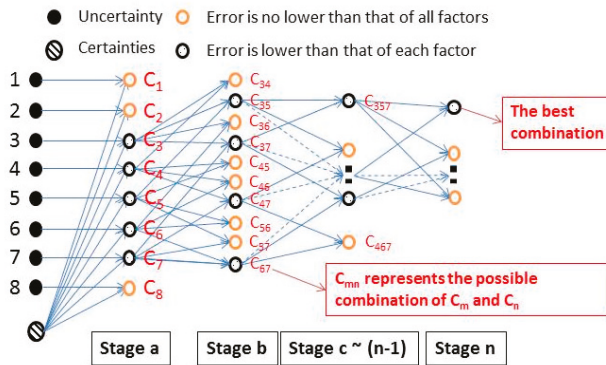 Uncertainty
Error is no lower than that of all factors
Certainties
Error is lower than that of each factor
1
2
3
4
5
6
7
8
C1
C2
C3
C4
C5
C6
C7
C8
C34
C35
C36
C37
C45
C46
C47
C56
C57
C67
C357
C467
The best
combination
Cmn represents the possible
combination of Cm and Cn
Stage a
Stage b
Stage c ~ (n-1)
Stage n